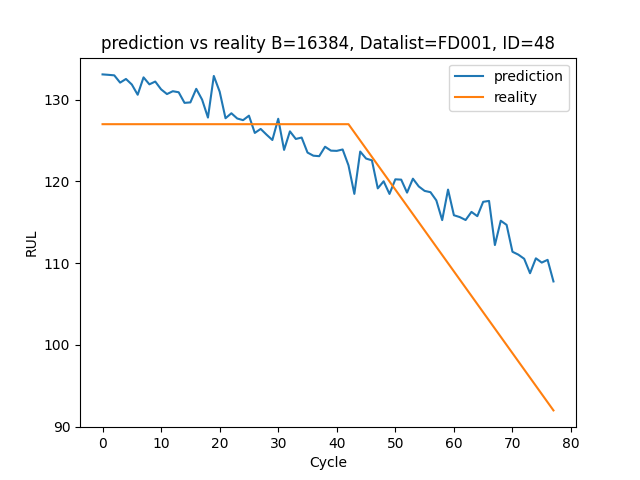 prediction vs reality B=16384, Datalist=FD001, ID=48
prediction
reality
RUL
130
120
110
100
90
0 10 20 30 40 50 60 70 80
Cycle